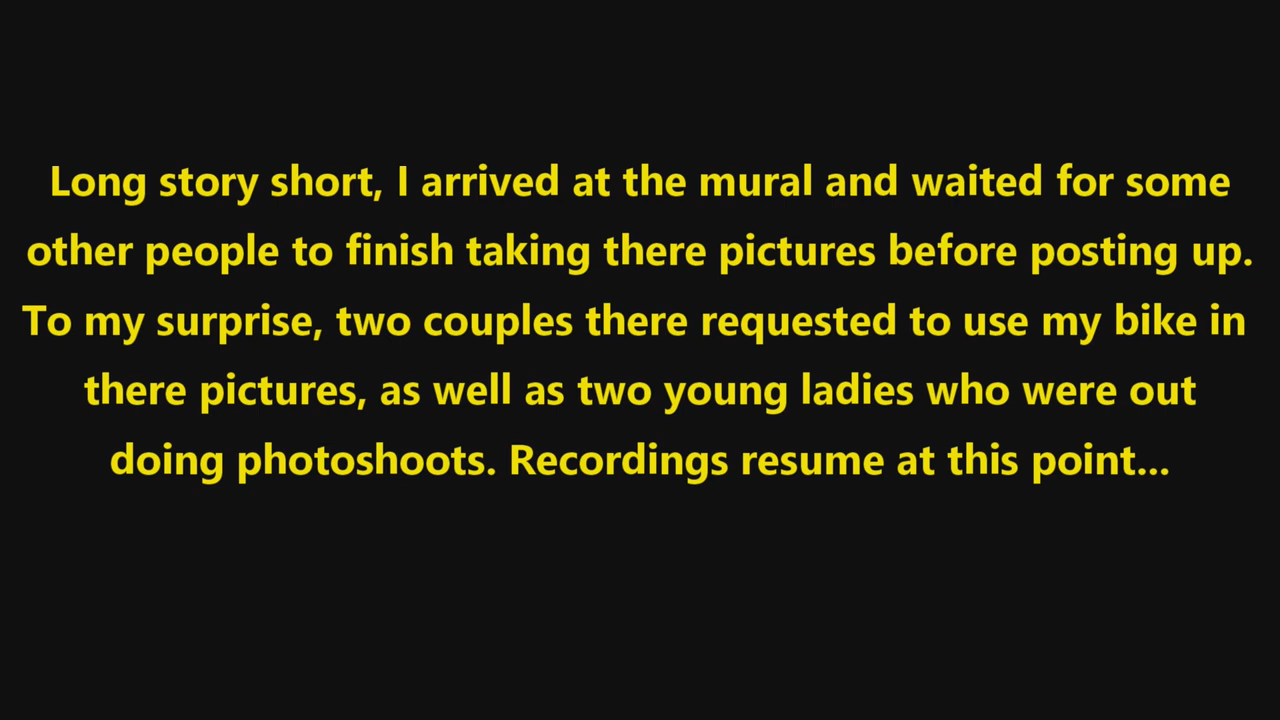 Long story short, I arrived at the mural and waited for some
other people to finish taking there pictures before posting up.
To my surprise, two couples there requested to use my bike in
there pictures, as well as two young ladies who were out
doing photoshoots. Recordings resume at this point...